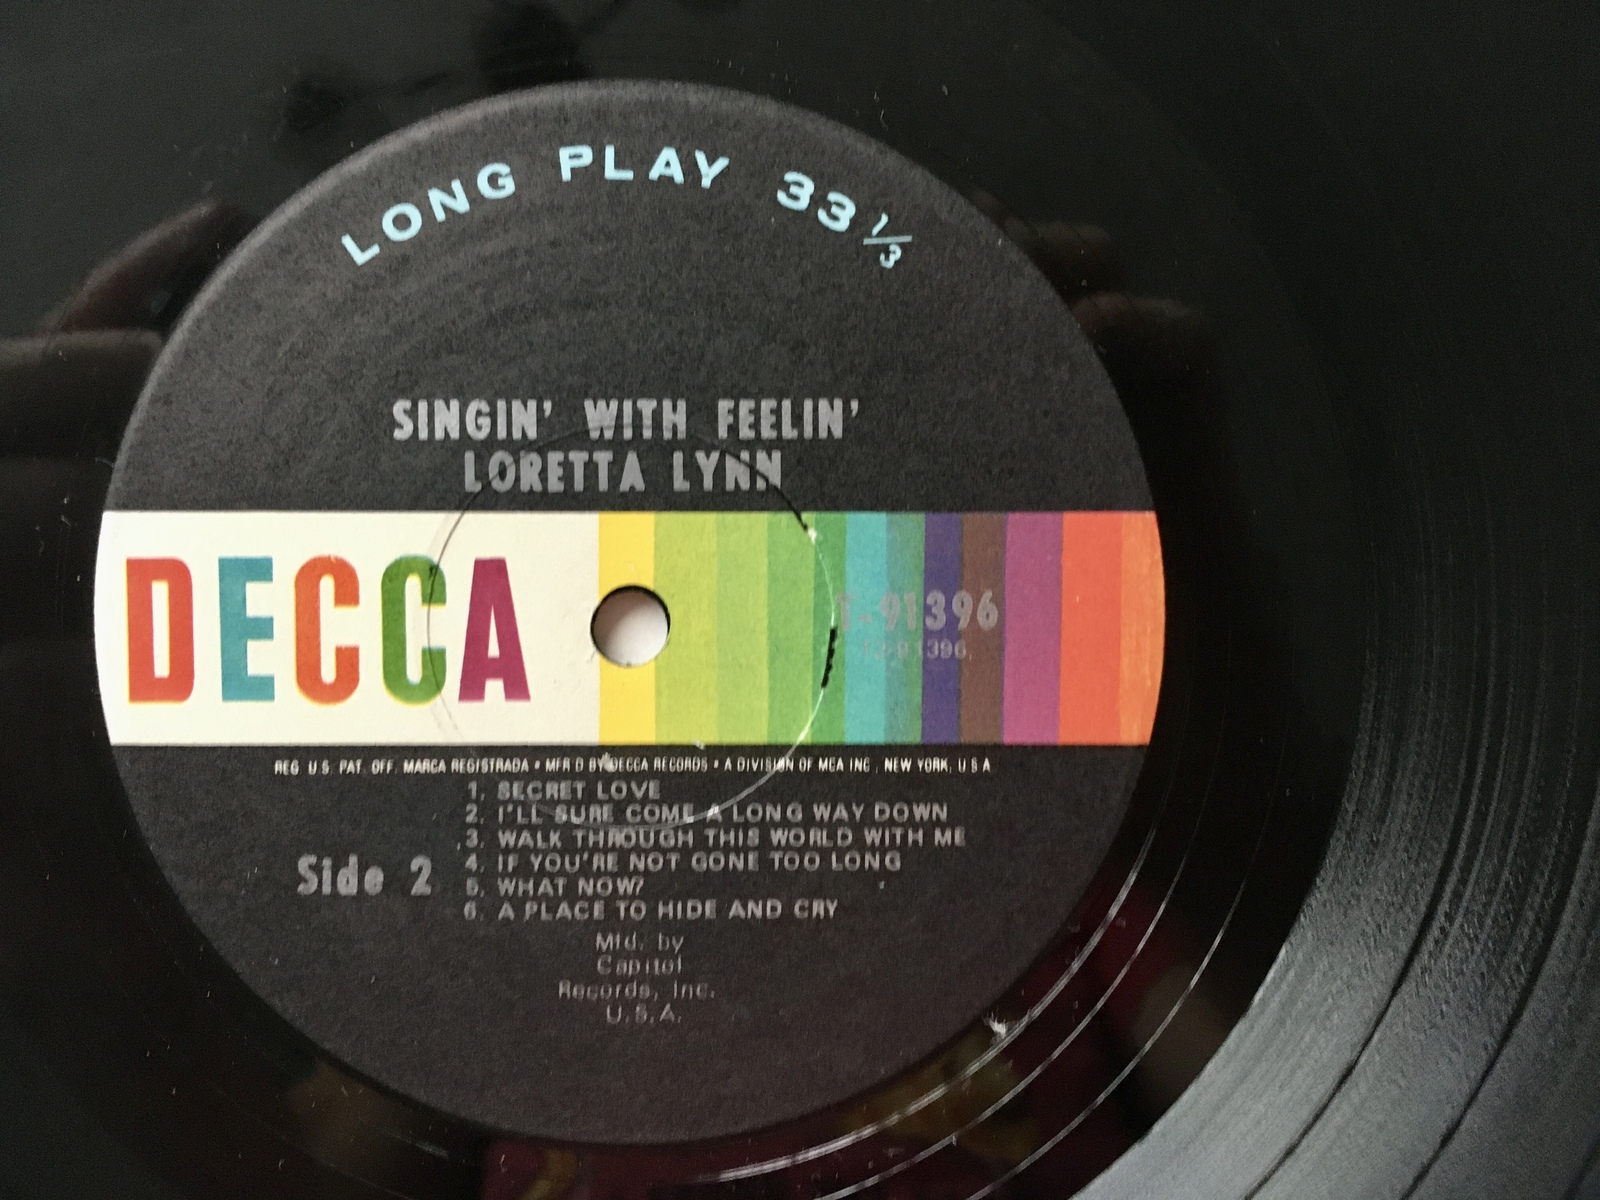 LONG PLAY 33 1/3
SINGIN' WITH FEELIN'
LORETTA LYNN
DECCA
T-91396
T2-91396.
REG. U.S. PAT. OFF. MARCA REGISTRADA • MFR'D BY DECCA RECORDS • A DIVISION OF MCA INC., NEW YORK, U.S.A.
Side 2
1. SECRET LOVE
2. I'LL SURE COME A LONG WAY DOWN
3. WALK THROUGH THIS WORLD WITH ME
4. IF YOU'RE NOT GONE TOO LONG
5. WHAT NOW?
6. A PLACE TO HIDE AND CRY
Mfd. by
Capitol
Records, Inc.
U.S.A.